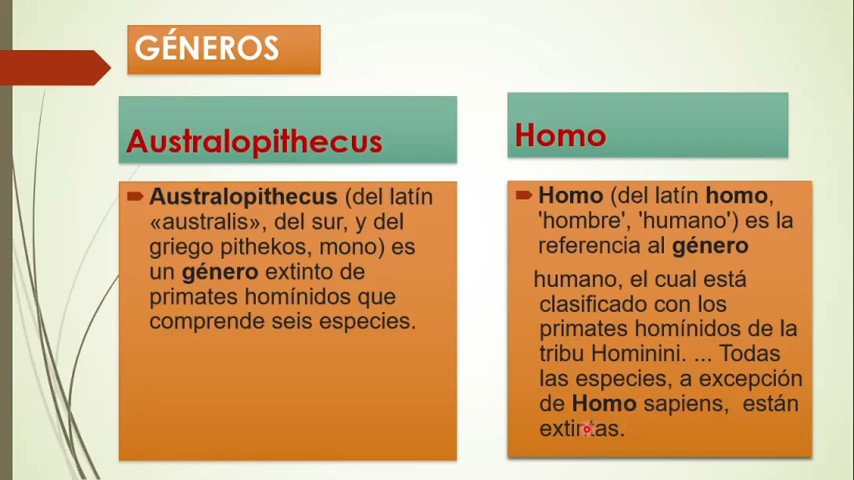 GÉNEROS
Australopithecus
Australopithecus (del latín
«australis», del sur, y del
griego pithekos, mono) es
un género extinto de
primates homínidos que
comprende seis especies.
Homo
Homo (del latín homo,
'hombre', 'humano') es la
referencia al género
humano, el cual está
clasificado con los
primates homínidos de la
tribu Hominini. ... Todas
las especies, a excepción
de Homo sapiens, están
extintas.